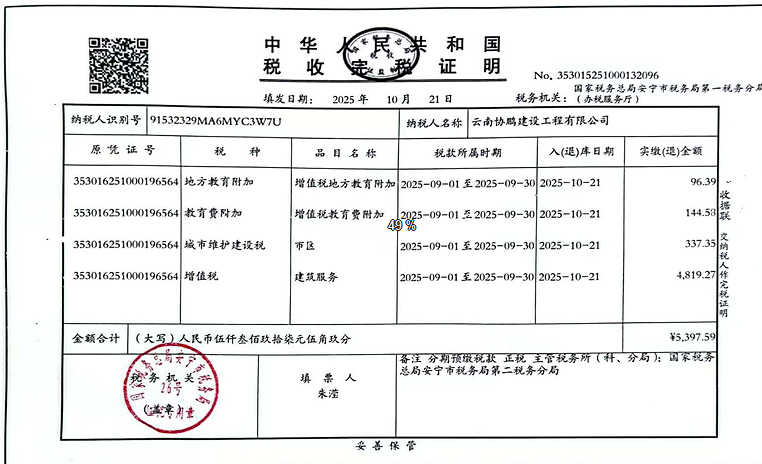 中华人民共和国
税收完税证明
No. 353015251000132096
填发日期： 2025年 10月 21日
税务机关：
国家税务总局安宁市税务局第一税务分局
(办税服务厅)
纳税人识别号 91532329MA6MYC3W7U 纳税人名称 云南协鹏建设工程有限公司
原凭证号 税种 品目名称 税款所属时期 入(退)库日期 实缴(退)金额
353016251000196564 地方教育附加 增值税地方教育附加 2025-09-01 至 2025-09-30 2025-10-21 96.39
353016251000196564 教育费附加 增值税教育费附加 2025-09-01 至 2025-09-30 2025-10-21 144.58
49 %
353016251000196564 城市维护建设税 市区 2025-09-01 至 2025-09-30 2025-10-21 337.35
353016251000196564 增值税 建筑服务 2025-09-01 至 2025-09-30 2025-10-21 4,819.27
金额合计 (大写) 人民币伍仟叁佰玖拾柒元伍角玖分 ¥5,397.59
税务机关
(盖章)
26号
填票人
朱滢
备注 分期预缴税款 正税 主管税务所（科、分局）：国家税务
总局安宁市税务局第二税务分局
收据联 交纳税人作完税证明
妥善保管